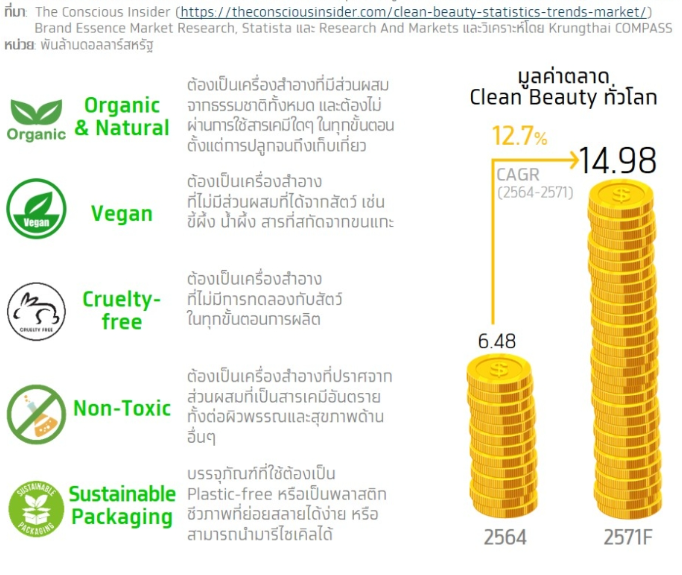 ที่มา: The Conscious Insider (https://theconsciousinsider.com/clean-beauty-statistics-trends-market/)
Brand Essence Market Research, Statista และ Research And Markets และวิเคราะห์โดย Krungthai COMPASS
หน่วย: พันล้านดอลลาร์สหรัฐ
Organic
Organic
& Natural
ต้องเป็นเครื่องสำอางที่มีส่วนผสม
จากธรรมชาติทั้งหมด และต้องไม่
ผ่านการใช้สารเคมีใดๆ ในทุกขั้นตอน
ตั้งแต่การปลูกจนถึงเก็บเกี่ยว
Vegan
Vegan
ต้องเป็นเครื่องสำอาง
ที่ไม่มีส่วนผสมที่ได้จากสัตว์ เช่น
ขี้ผึ้ง น้ำผึ้ง สารที่สกัดจากขนแกะ
CRUELTY FREE
Cruelty-
free
ต้องเป็นเครื่องสำอาง
ที่ไม่มีการทดลองกับสัตว์
ในทุกขั้นตอนการผลิต
Non-Toxic
ต้องเป็นเครื่องสำอางที่ปราศจาก
ส่วนผสมที่เป็นสารเคมีอันตราย
ทั้งต่อผิวพรรณและสุขภาพด้าน
อื่นๆ
SUSTAINABLE
PACKAGING
Sustainable
Packaging
บรรจุภัณฑ์ที่ใช้ต้องเป็น
Plastic-free หรือเป็นพลาสติก
ชีวภาพที่ย่อยสลายได้ง่าย หรือ
สามารถนำมารีไซเคิลได้
มูลค่าตลาด
Clean Beauty ทั่วโลก
12.7%
CAGR
(2564-2571)
14.98
6.48
2564
2571F